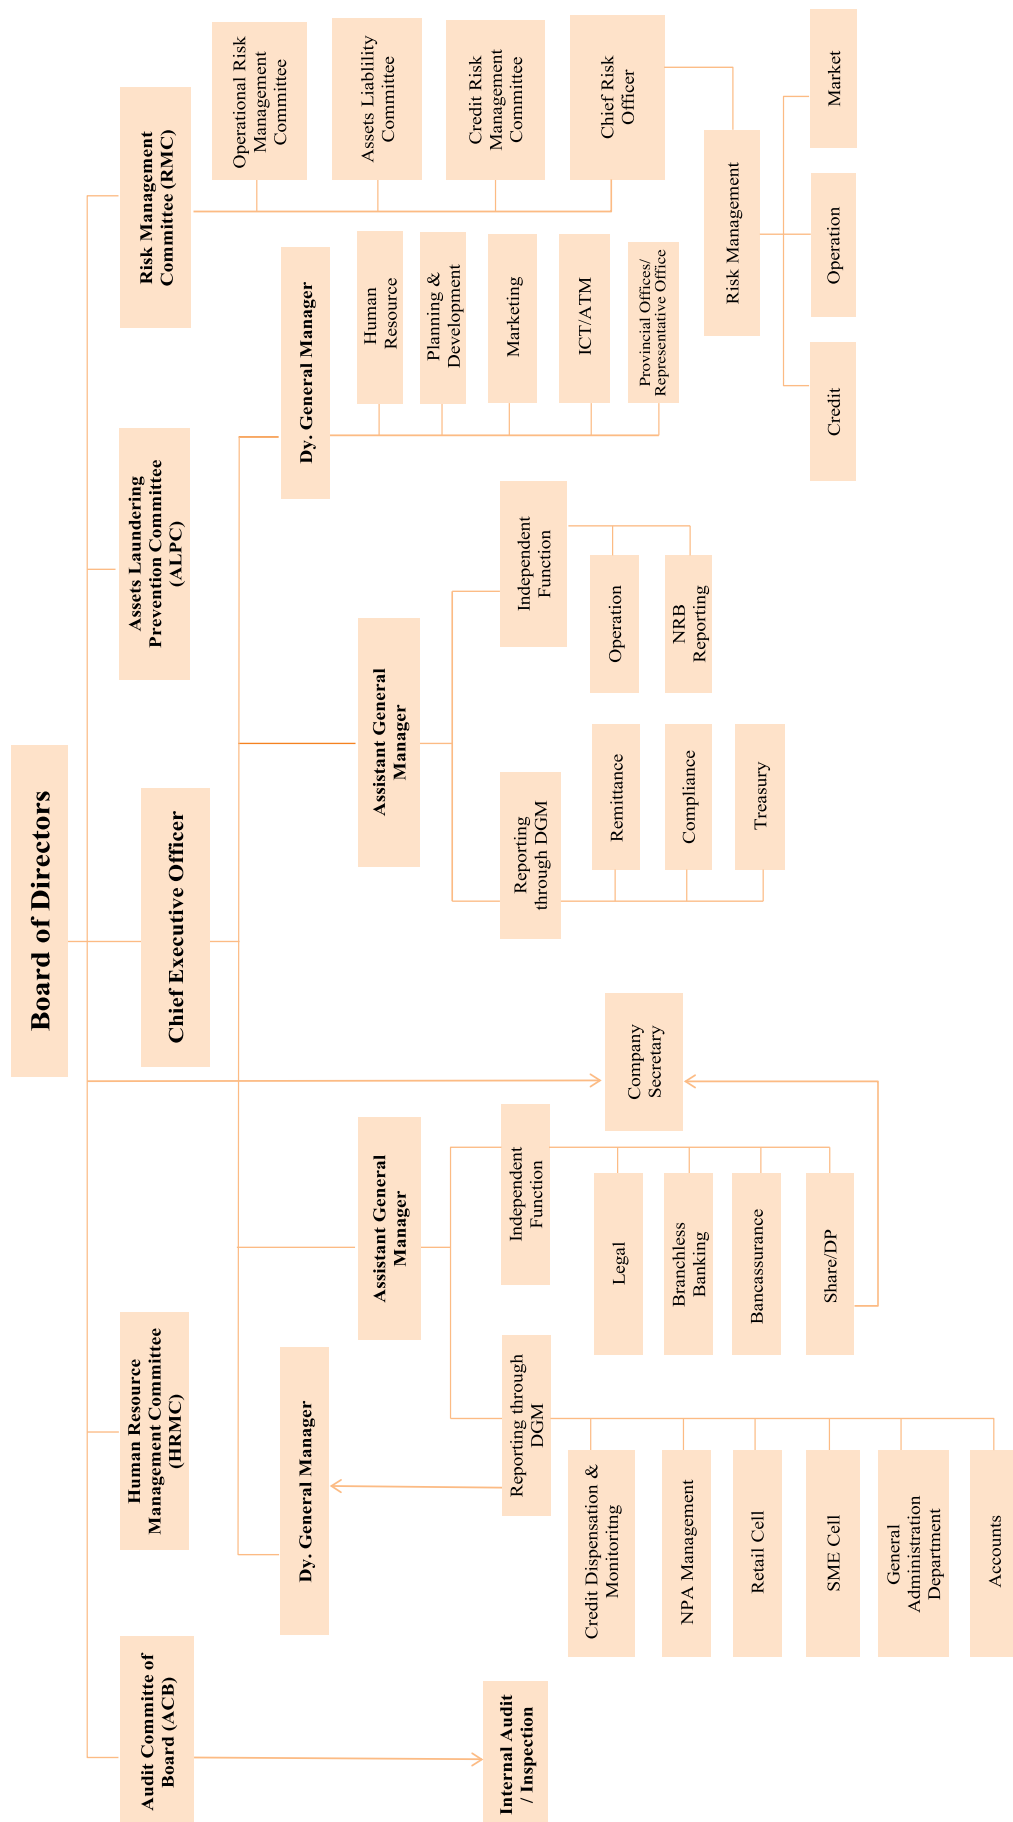 Board of Directors
Chief Executive Officer
Audit Committe of
Board (ACB)
Human Resource
Management Committee
(HRMC)
Assets Laundering
Prevention Committee
(ALPC)
Risk Management
Committee (RMC)
Internal Audit
/ Inspection
Dy. General Manager
Assistant General
Manager
Reporting through
DGM
Credit Dispensation &
Monitoritng
NPA Management
Retail Cell
SME Cell
General
Administration
Department
Accounts
Independent
Function
Legal
Branchless
Banking
Bancassurance
Share/DP
Company
Secretary
Assistant General
Manager
Reporting
through DGM
Remittance
Compliance
Treasury
Independent
Function
Operation
NRB
Reporting
Dy. General Manager
Human
Resource
Planning &
Development
Marketing
ICT/ATM
Provincial Offices/
Representative Office
Operational Risk
Management
Committee
Assets Liablility
Committee
Credit Risk
Management
Committee
Chief Risk
Officer
Risk Management
Credit
Operation
Market